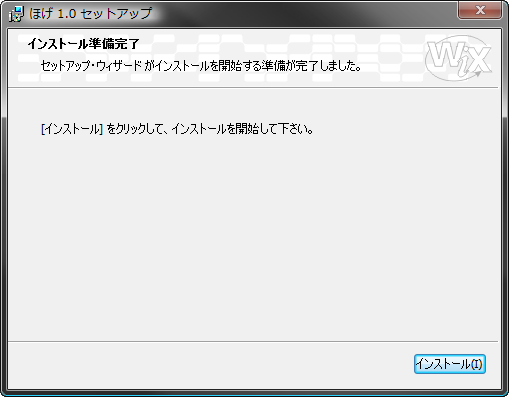 ほげ 1.0 セットアップ
インストール準備完了
セットアップ・ウィザードがインストールを開始する準備が完了しました。
WiX
[インストール] をクリックして、インストールを開始して下さい。
インストール(I)